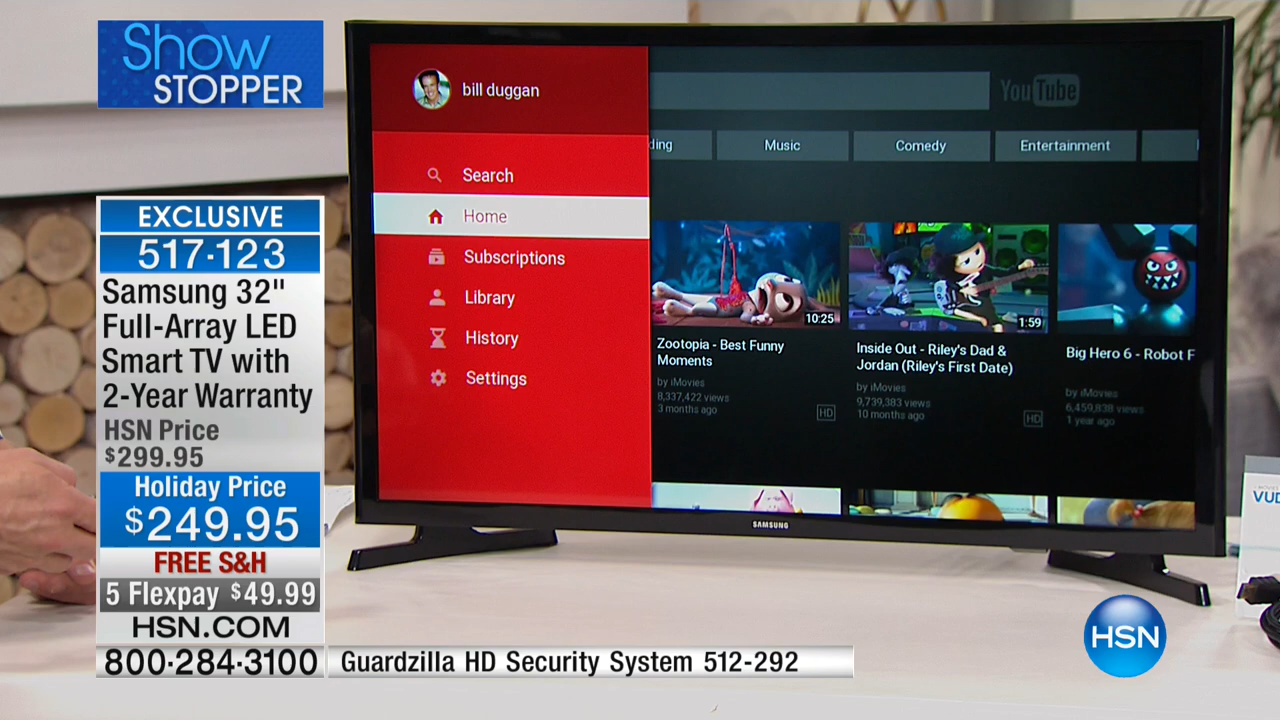 Show
STOPPER
EXCLUSIVE
517-123
Samsung 32"
Full-Array LED
Smart TV with
2-Year Warranty
HSN Price
$299.95
Holiday Price
$249.95
FREE S&H
5 Flexpay $49.99
HSN.COM
800-284-3100
Guardzilla HD Security System 512-292
bill duggan
Search
Home
Subscriptions
Library
History
Settings
YouTube
ding
Music
Comedy
Entertainment
10:25
1:59
Zootopia - Best Funny
Moments
by iMovies
8,337,422 views
3 months ago
HD
Inside Out - Riley's Dad &
Jordan (Riley's First Date)
by iMovies
9,739,383 views
10 months ago
HD
Big Hero 6 - Robot F
by iMovies
6,459,838 views
1 year ago
SAMSUNG
VUD
HSN